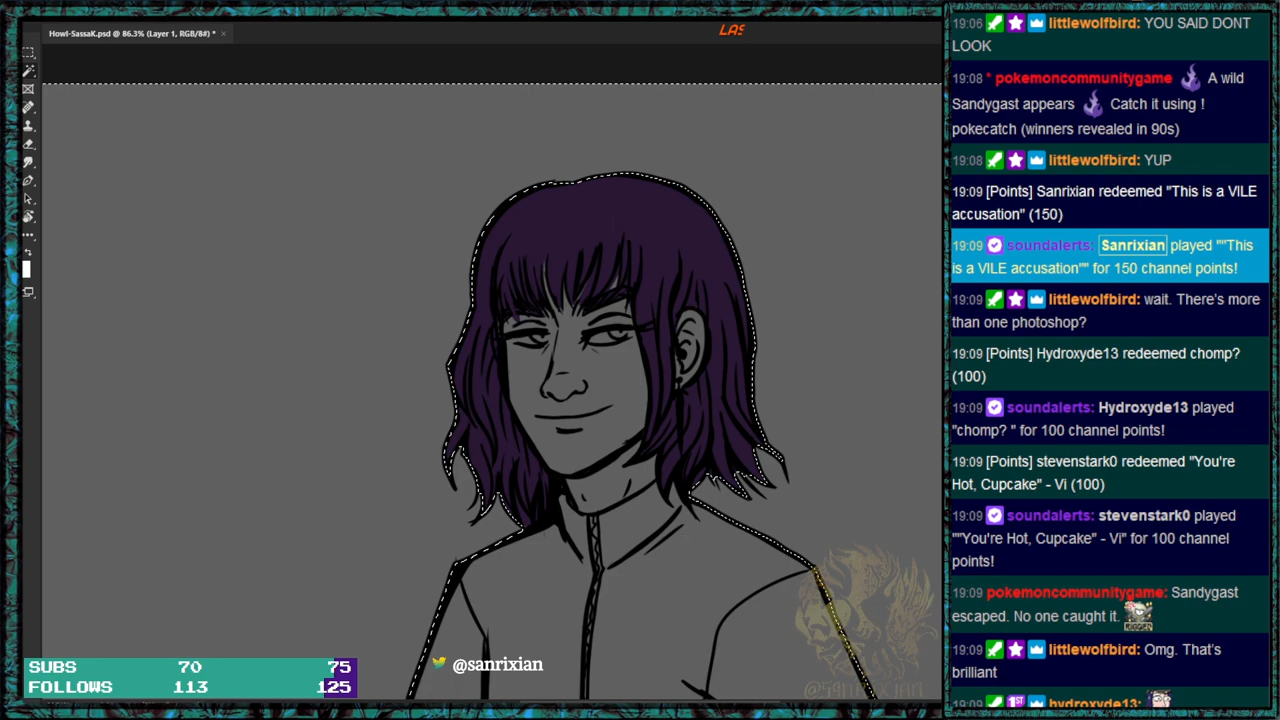 Howl-SassaK.psd @ 86.3% (Layer 1, RGB/8#) *
LAS
SUBS 70 75
FOLLOWS 113 125
@sanrixian
@SANRIXIAN
19:06 littlewolfbird: YOU SAID DONT
LOOK
19:08 * pokemoncommunitygame A wild
Sandygast appears Catch it using !
pokecatch (winners revealed in 90s)
19:08 littlewolfbird: YUP
19:09 [Points] Sanrixian redeemed "This is a VILE
accusation" (150)
19:09 soundalerts: Sanrixian played ""This
is a VILE accusation"" for 150 channel points!
19:09 littlewolfbird: wait. There's more
than one photoshop?
19:09 [Points] Hydroxyde13 redeemed chomp?
(100)
19:09 soundalerts: Hydroxyde13 played
"chomp? " for 100 channel points!
19:09 [Points] stevenstark0 redeemed "You're
Hot, Cupcake" - Vi (100)
19:09 soundalerts: stevenstark0 played
""You're Hot, Cupcake" - Vi" for 100 channel
points!
19:09 pokemoncommunitygame: Sandygast
escaped. No one caught it.
19:09 littlewolfbird: Omg. That's
brilliant
19:09 hydroxyde13: